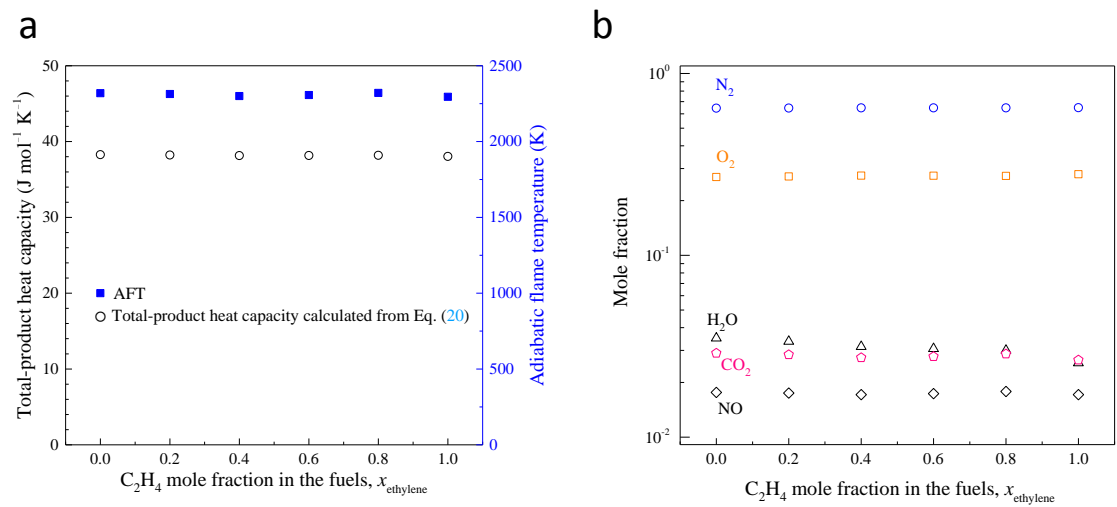 a
50
40
30
20
10
0
2500
2000
1500
1000
500
0
0.0 0.2 0.4 0.6 0.8 1.0
Total-product heat capacity (J mol⁻¹ K⁻¹)
Adiabatic flame temperature (K)
AFT
Total-product heat capacity calculated from Eq. (20)
C₂H₄ mole fraction in the fuels, x_ethylene
b
10⁰
10⁻¹
10⁻²
Mole fraction
N₂
O₂
H₂O
CO₂
NO
0.0 0.2 0.4 0.6 0.8 1.0
C₂H₄ mole fraction in the fuels, x_ethylene